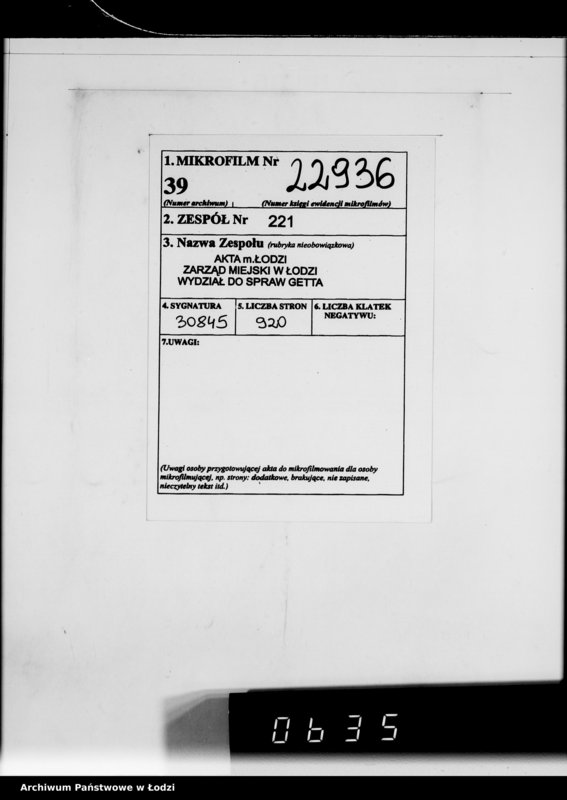 1. MIKROFILM Nr 22936
39
(Numer archiwum) (Numer księgi ewidencji mikrofilmów)
2. ZESPÓŁ Nr 221
3. Nazwa Zespołu (rubryka nieobowiązkowa)
AKTA m.ŁODZI
ZARZĄD MIEJSKI W ŁODZI
WYDZIAŁ DO SPRAW GETTA
4. SYGNATURA 5. LICZBA STRON 6. LICZBA KLATEK
NEGATYWU:
30845 920
7.UWAGI:
(Uwagi osoby przygotowującej akta do mikrofilmowania dla osoby
mikrofilmującej, np. strony: dodatkowe, brakujące, nie zapisane,
nieczytelny tekst itd.)
0635
Archiwum Państwowe w Łodzi